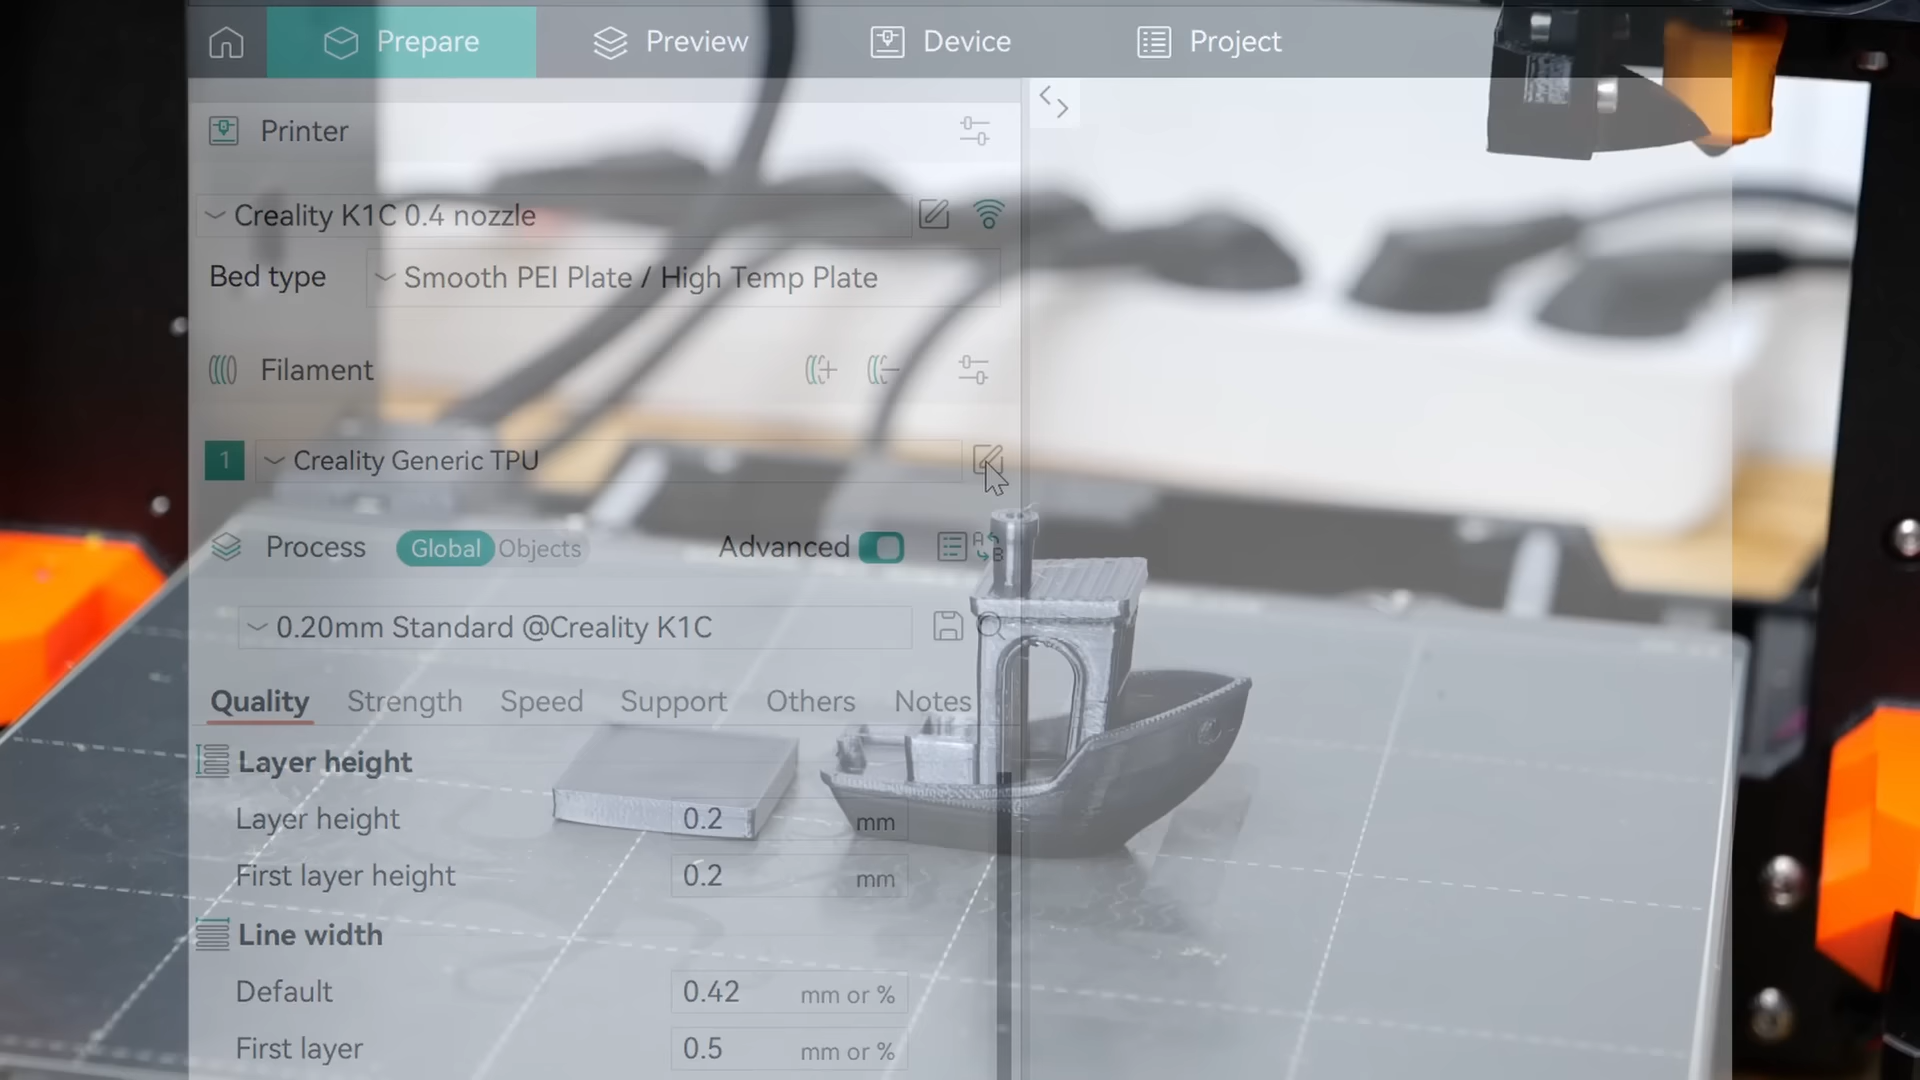 Prepare Preview Device Project
Printer
Creality K1C 0.4 nozzle
Bed type Smooth PEI Plate / High Temp Plate
Filament
1 Creality Generic TPU
Process Global Objects Advanced
0.20mm Standard @Creality K1C
Quality Strength Speed Support Others Notes
Layer height
Layer height 0.2 mm
First layer height 0.2 mm
Line width
Default 0.42 mm or %
First layer 0.5 mm or %